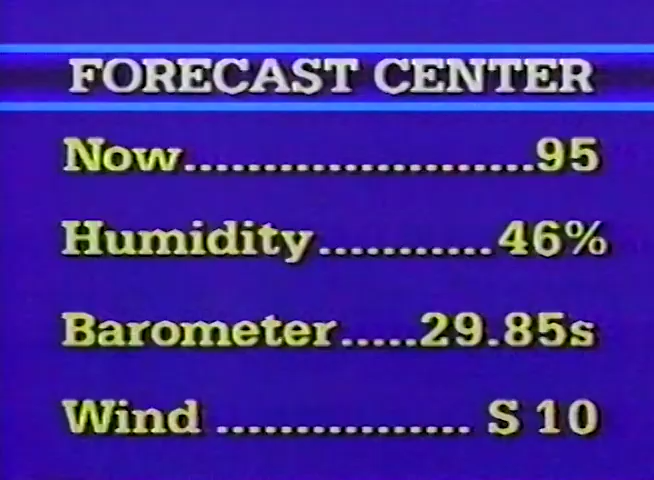 FORECAST CENTER
Now......................95
Humidity...........46%
Barometer.....29.85s
Wind ................ S 10